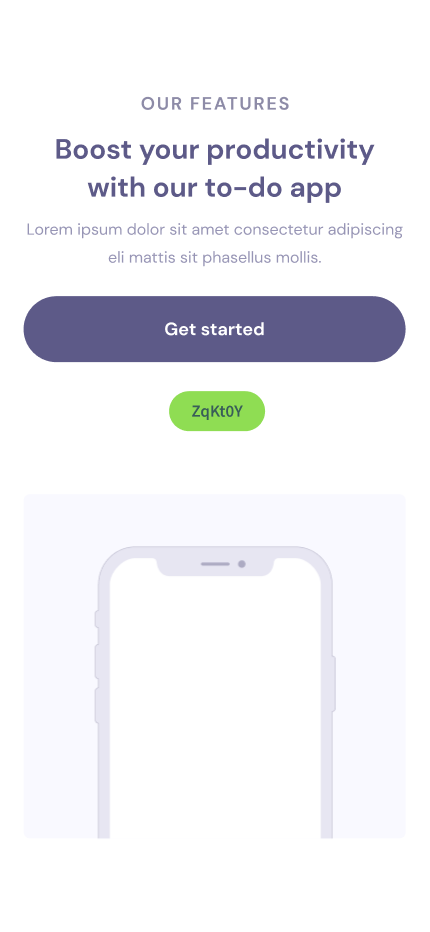 OUR FEATURES
Boost your productivity
with our to-do app
Lorem ipsum dolor sit amet consectetur adipiscing
eli mattis sit phasellus mollis.
Get started
ZqKt0Y